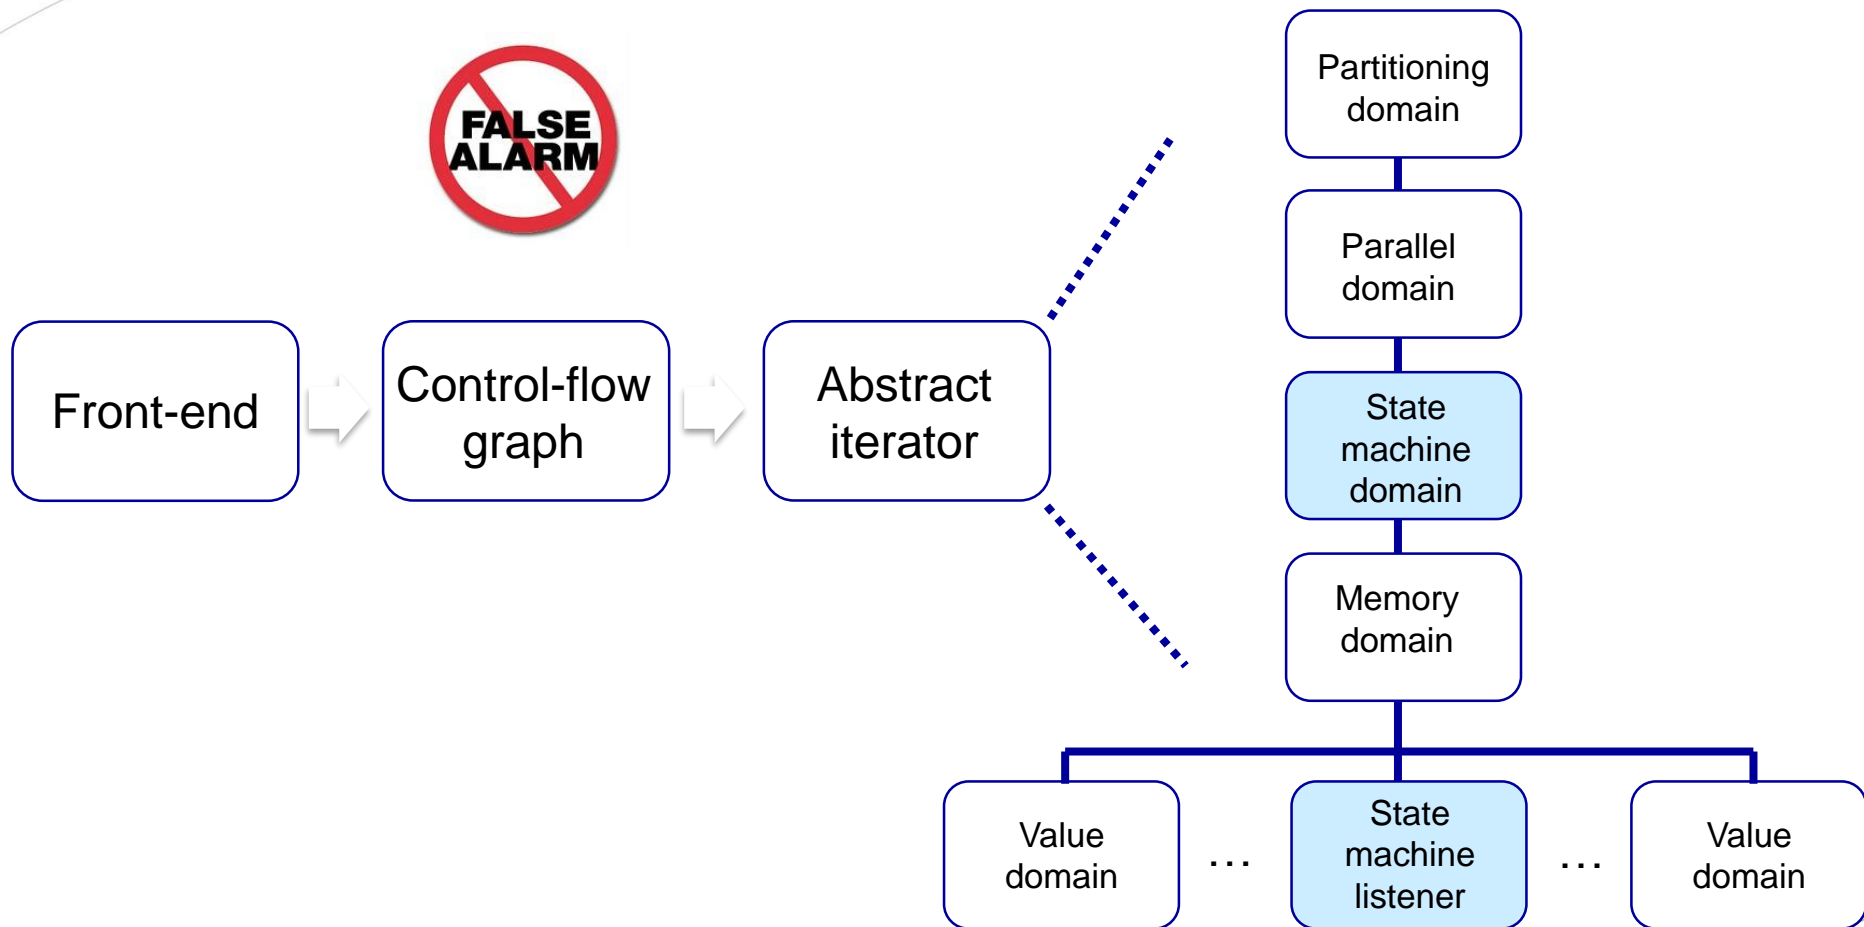 FALSE
ALARM
Front-end
Control-flow
graph
Abstract
iterator
Partitioning
domain
Parallel
domain
State
machine
domain
Memory
domain
Value
domain
...
State
machine
listener
...
Value
domain